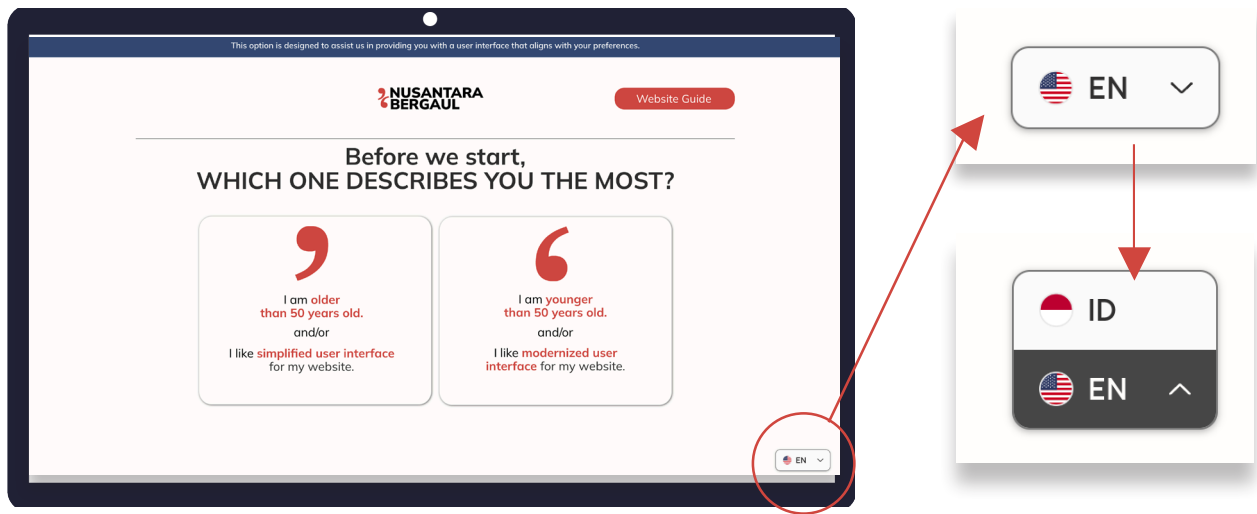 This option is designed to assist us in providing you with a user interface that aligns with your preferences.
NUSANTARA
BERGAUL
Website Guide
Before we start,
WHICH ONE DESCRIBES YOU THE MOST?
I am older
than 50 years old.
and/or
I like simplified user interface
for my website.
I am younger
than 50 years old.
and/or
I like modernized user
interface for my website.
EN
EN
ID
EN